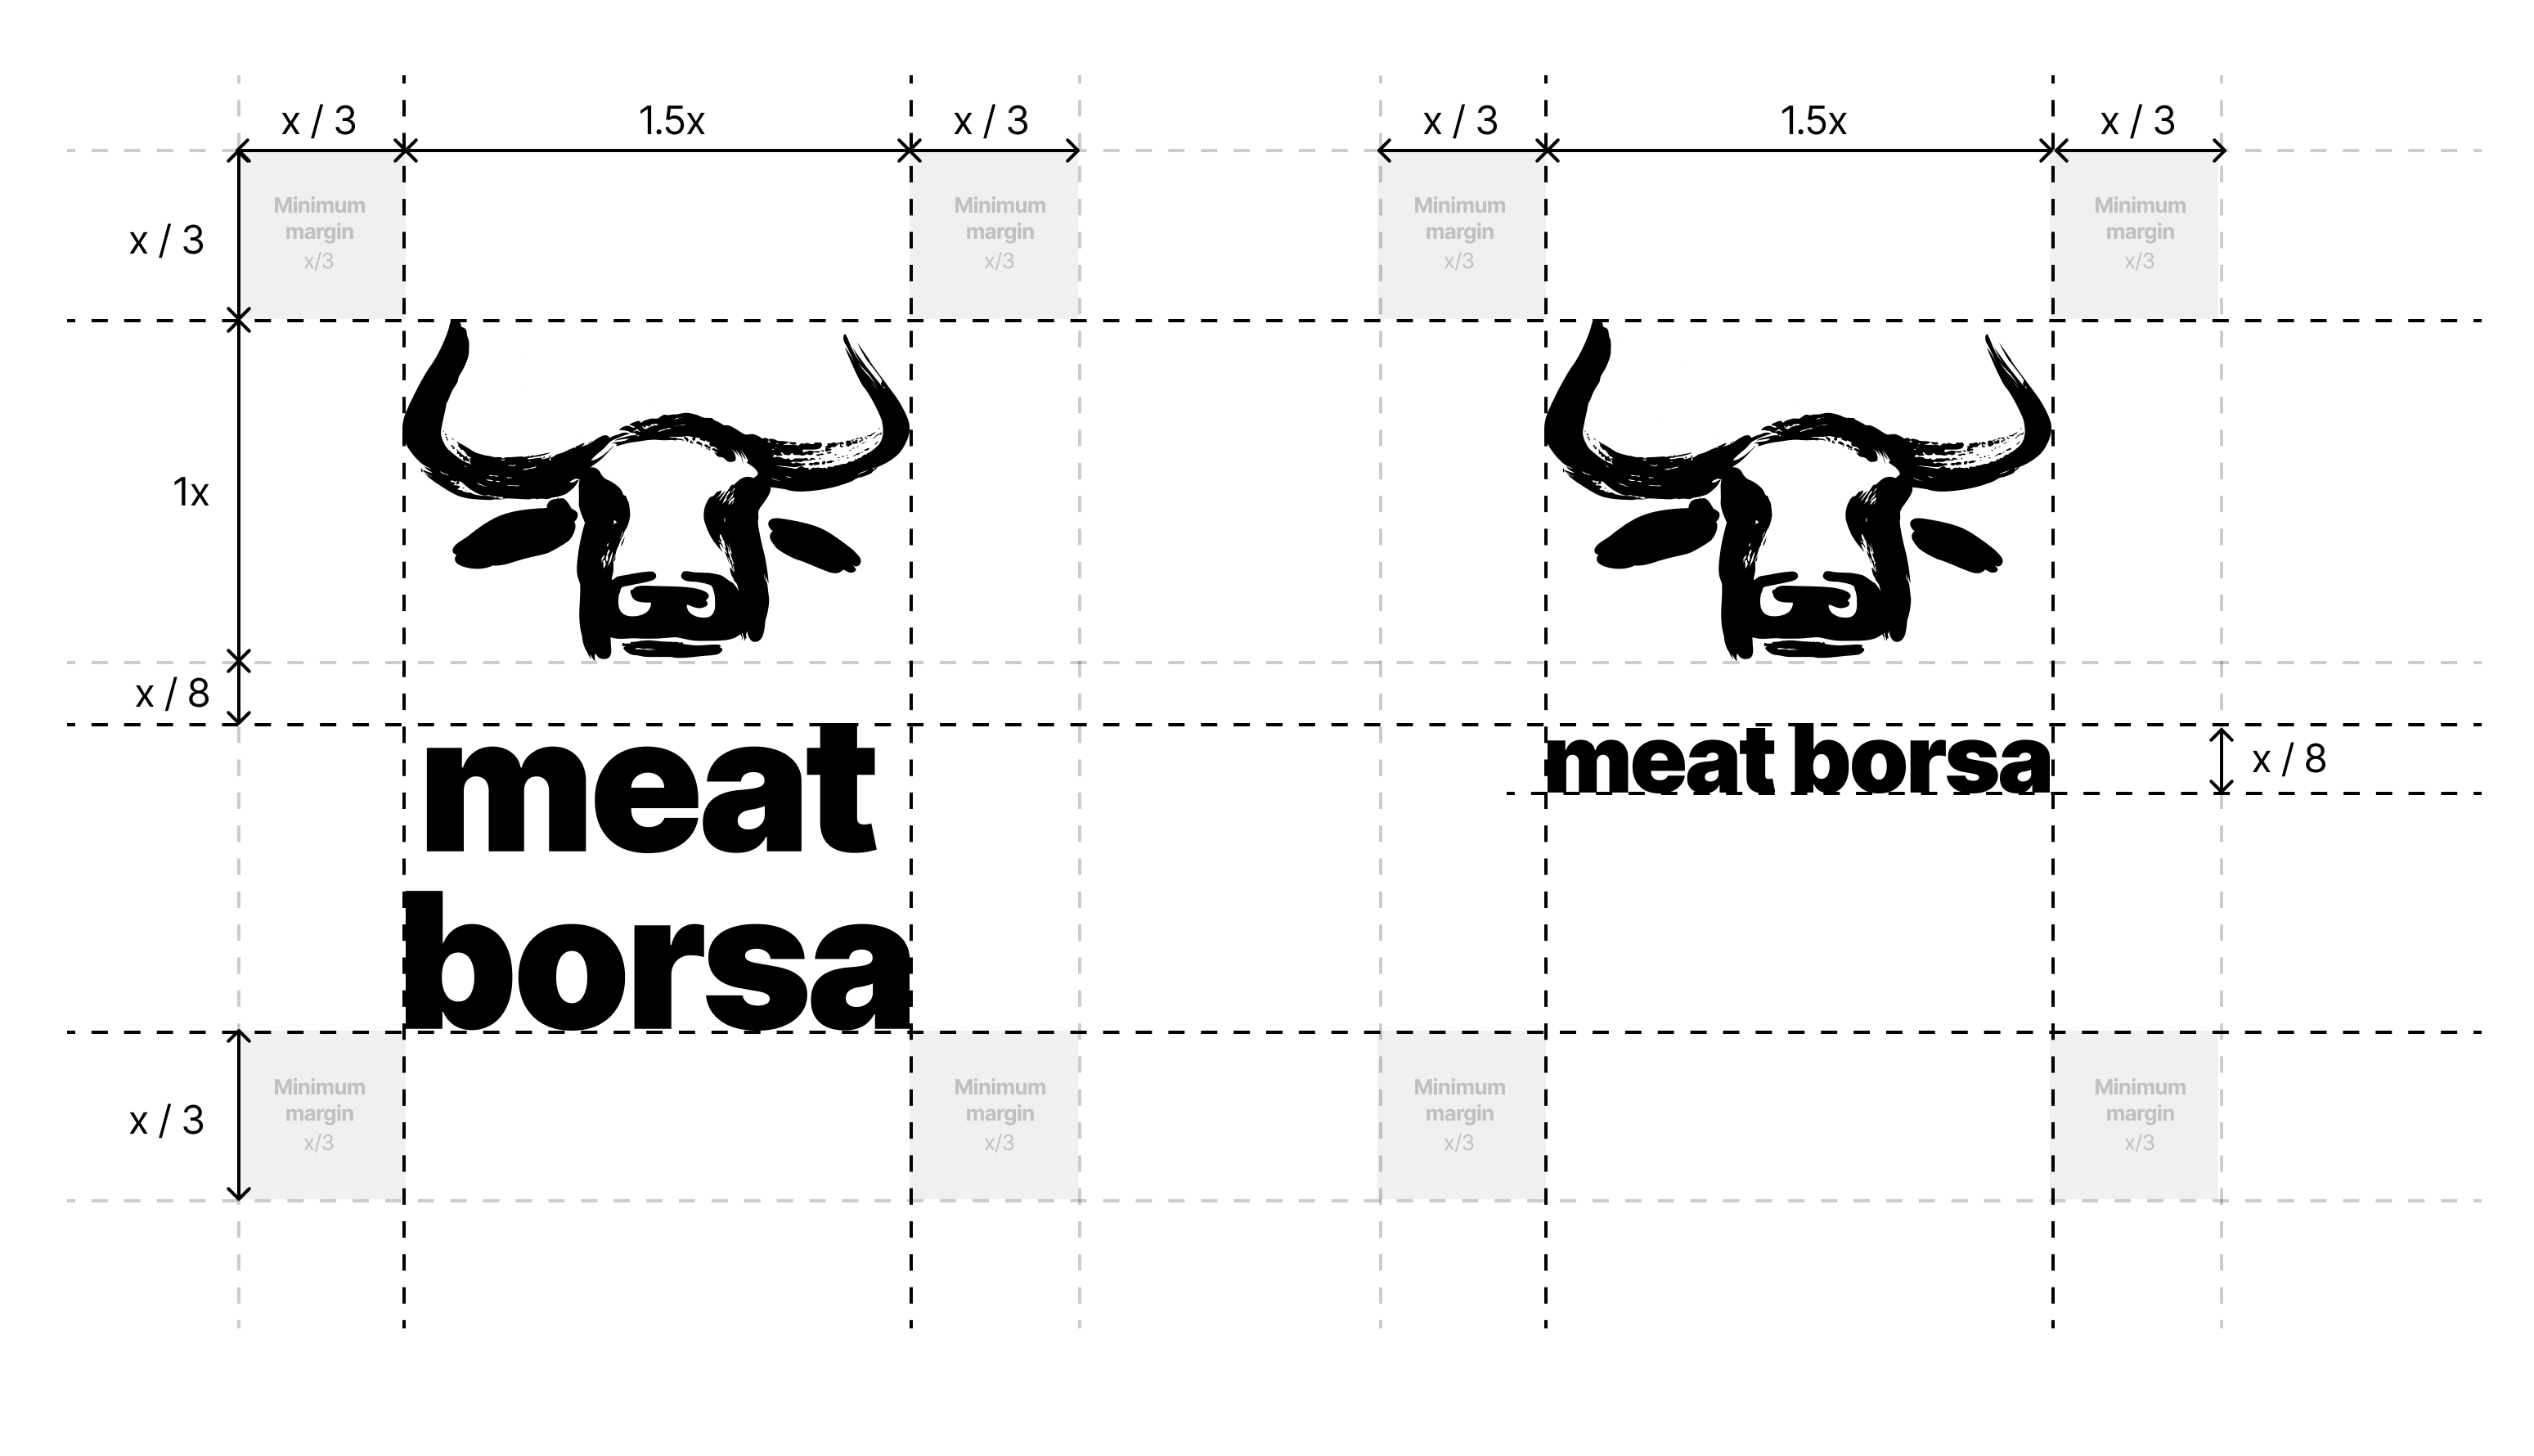 x / 3
1.5x
x / 3
x / 3
1.5x
x / 3
Minimum
margin
x/3
Minimum
margin
x/3
Minimum
margin
x/3
Minimum
margin
x/3
x / 3
1x
x / 8
meat
borsa
meat borsa
x / 8
x / 3
Minimum
margin
x/3
Minimum
margin
x/3
Minimum
margin
x/3
Minimum
margin
x/3